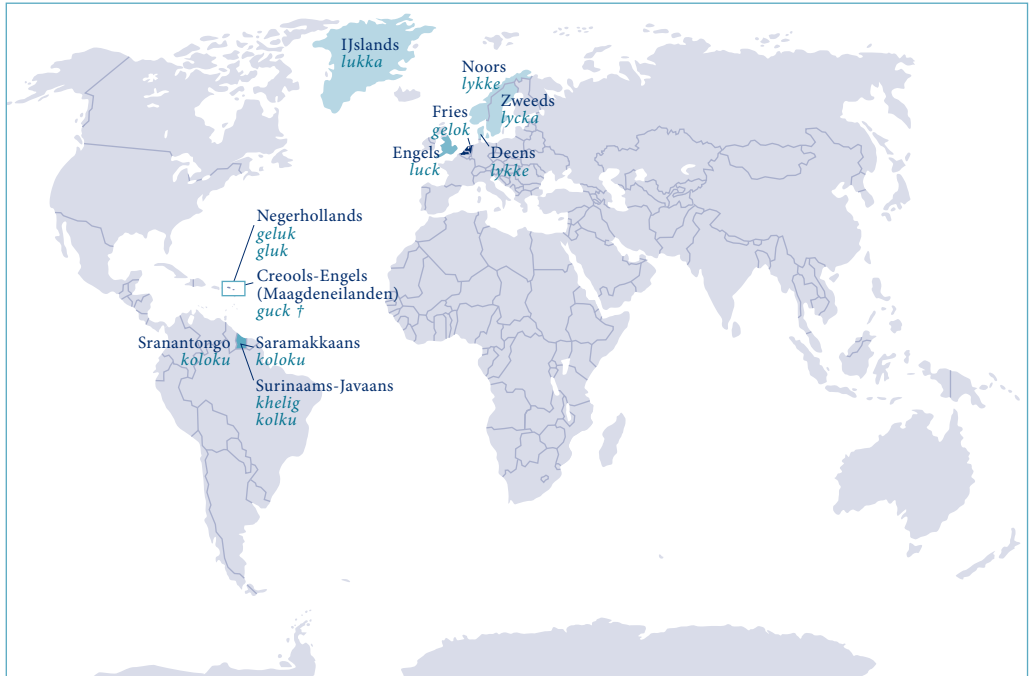 IJslands
lukka
Noors
lykke
Zweeds
lycka
Fries
gelok
Engels
luck
Deens
lykke
Negerhollands
geluk
gluk
Creools-Engels
(Maagdeneilanden)
guck †
Sranantongo
koloku
Saramakkaans
koloku
Surinaams-Javaans
khelig
kolku